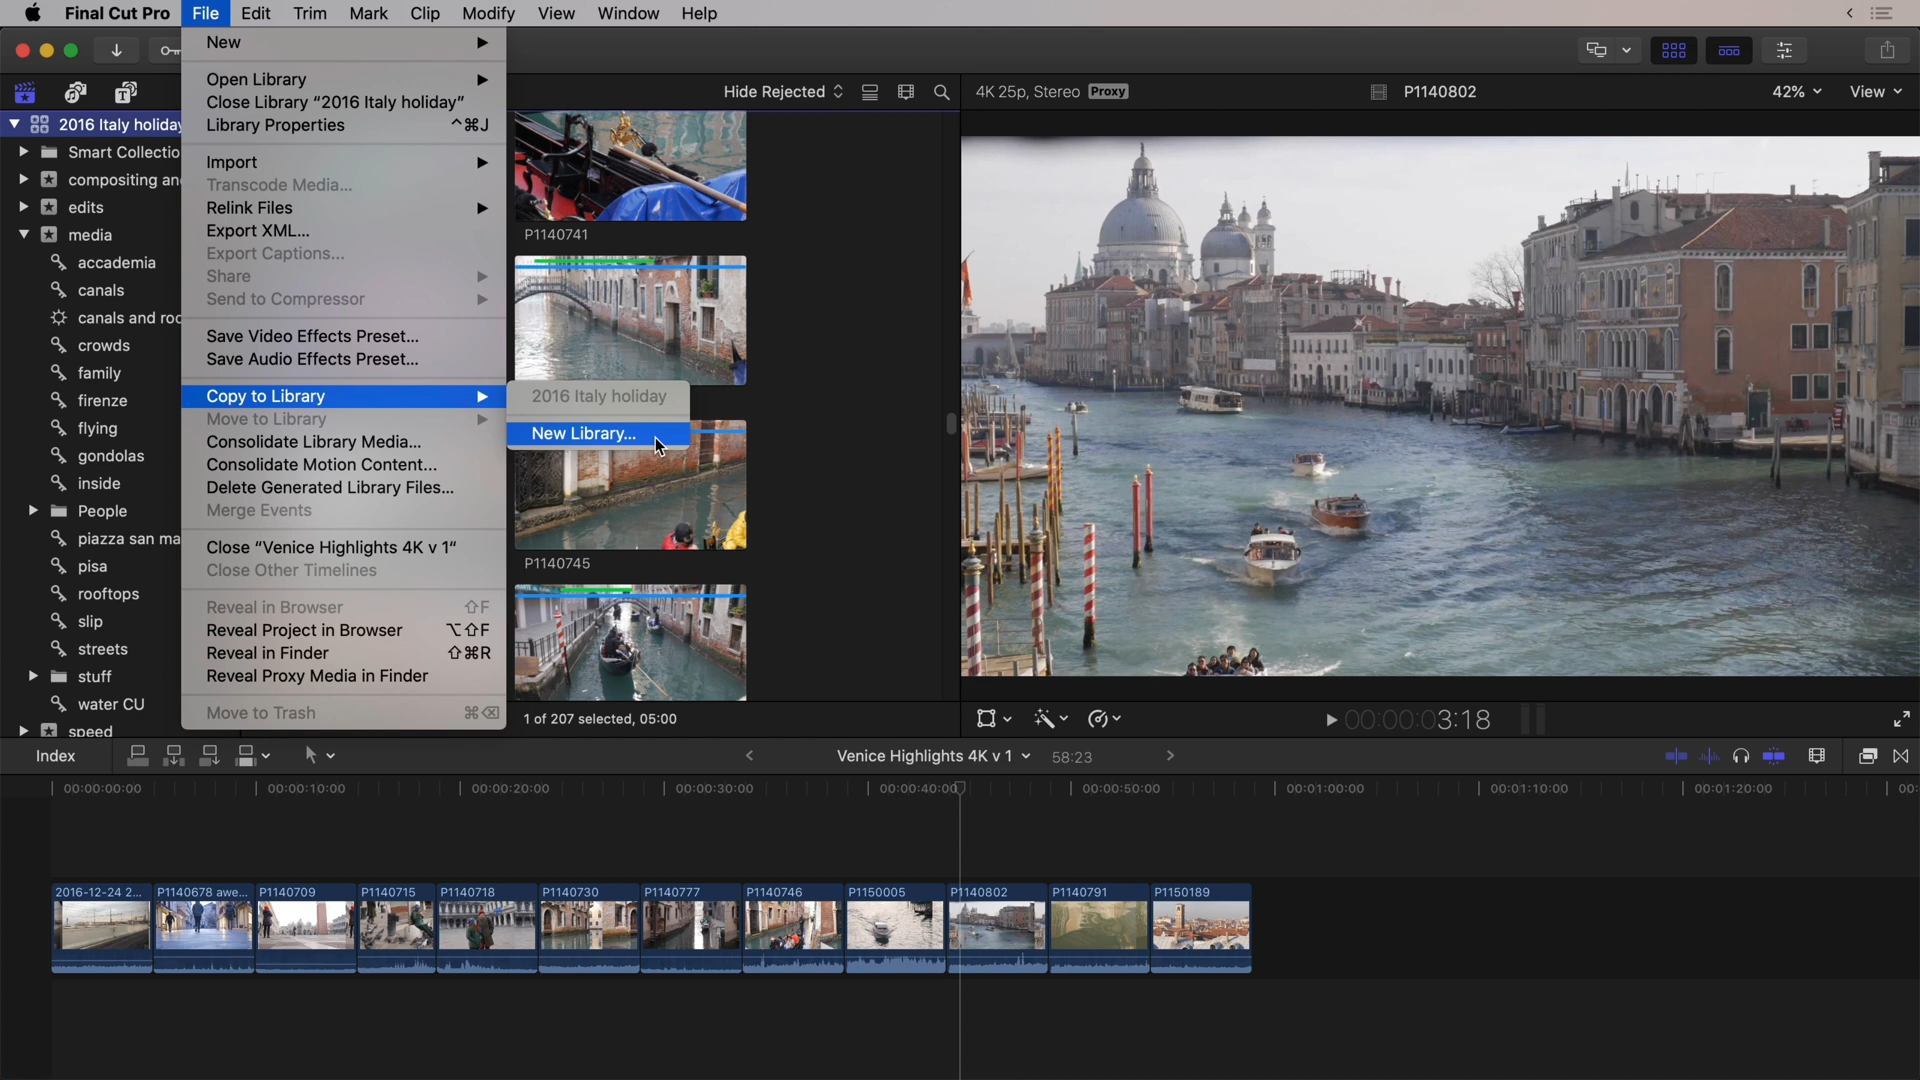 Final Cut Pro File Edit Trim Mark Clip Modify View Window Help
New
Open Library
Close Library “2016 Italy holiday”
Library Properties ^⌘J
Import
Transcode Media...
Relink Files
Export XML...
Export Captions...
Share
Send to Compressor
Save Video Effects Preset...
Save Audio Effects Preset...
Copy to Library
Move to Library
Consolidate Library Media...
Consolidate Motion Content...
Delete Generated Library Files...
Merge Events
Close “Venice Highlights 4K v 1”
Close Other Timelines
Reveal in Browser ⇧F
Reveal Project in Browser ⌥⇧F
Reveal in Finder ⇧⌘R
Reveal Proxy Media in Finder
Move to Trash ⌘⌫
2016 Italy holiday
New Library...
2016 Italy holiday
Smart Collectio
compositing an
edits
media
accademia
canals
canals and roo
crowds
family
firenze
flying
gondolas
inside
People
piazza san ma
pisa
rooftops
slip
streets
stuff
water CU
speed
Hide Rejected
P1140741
P1140745
1 of 207 selected, 05:00
4K 25p, Stereo Proxy
P1140802
42% View
00:00:03:18
Index
Venice Highlights 4K v 1 58:23
00:00:00:00 00:00:10:00 00:00:20:00 00:00:30:00 00:00:40:00 00:00:50:00 00:01:00:00 00:01:10:00 00:01:20:00 00:
2016-12-24 2... P1140678 awe... P1140709 P1140715 P1140718 P1140730 P1140777 P1140746 P1150005 P1140802 P1140791 P1150189